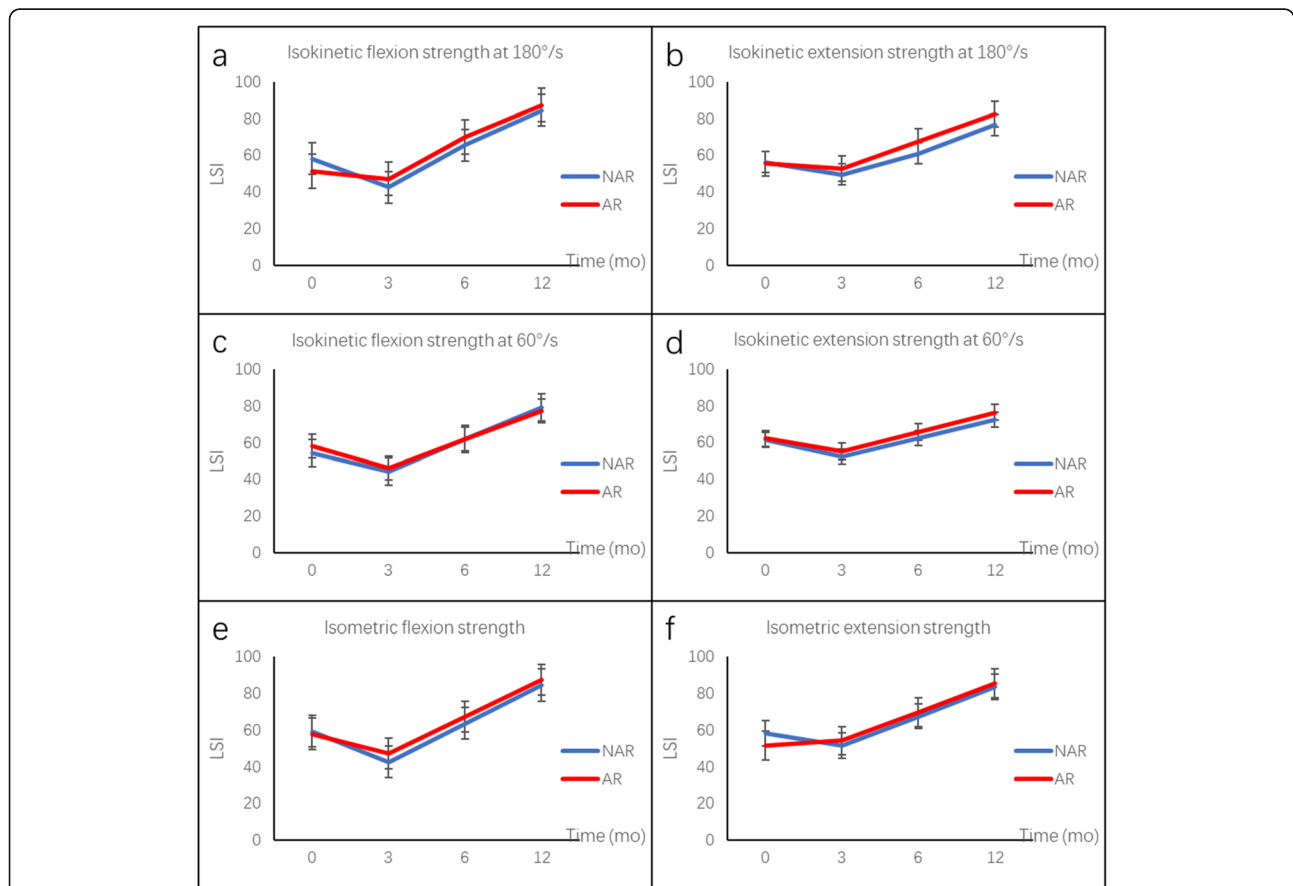 a
Isokinetic flexion strength at 180°/s
100
80
60
40
20
0
LSI
NAR
AR
Time (mo)
0 3 6 12
b
Isokinetic extension strength at 180°/s
100
80
60
40
20
0
LSI
NAR
AR
Time (mo)
0 3 6 12
c
Isokinetic flexion strength at 60°/s
100
80
60
40
20
0
LSI
NAR
AR
Time (mo)
0 3 6 12
d
Isokinetic extension strength at 60°/s
100
80
60
40
20
0
LSI
NAR
AR
Time (mo)
0 3 6 12
e
Isometric flexion strength
100
80
60
40
20
0
LSI
NAR
AR
Time (mo)
0 3 6 12
f
Isometric extension strength
100
80
60
40
20
0
LSI
NAR
AR
Time (mo)
0 3 6 12